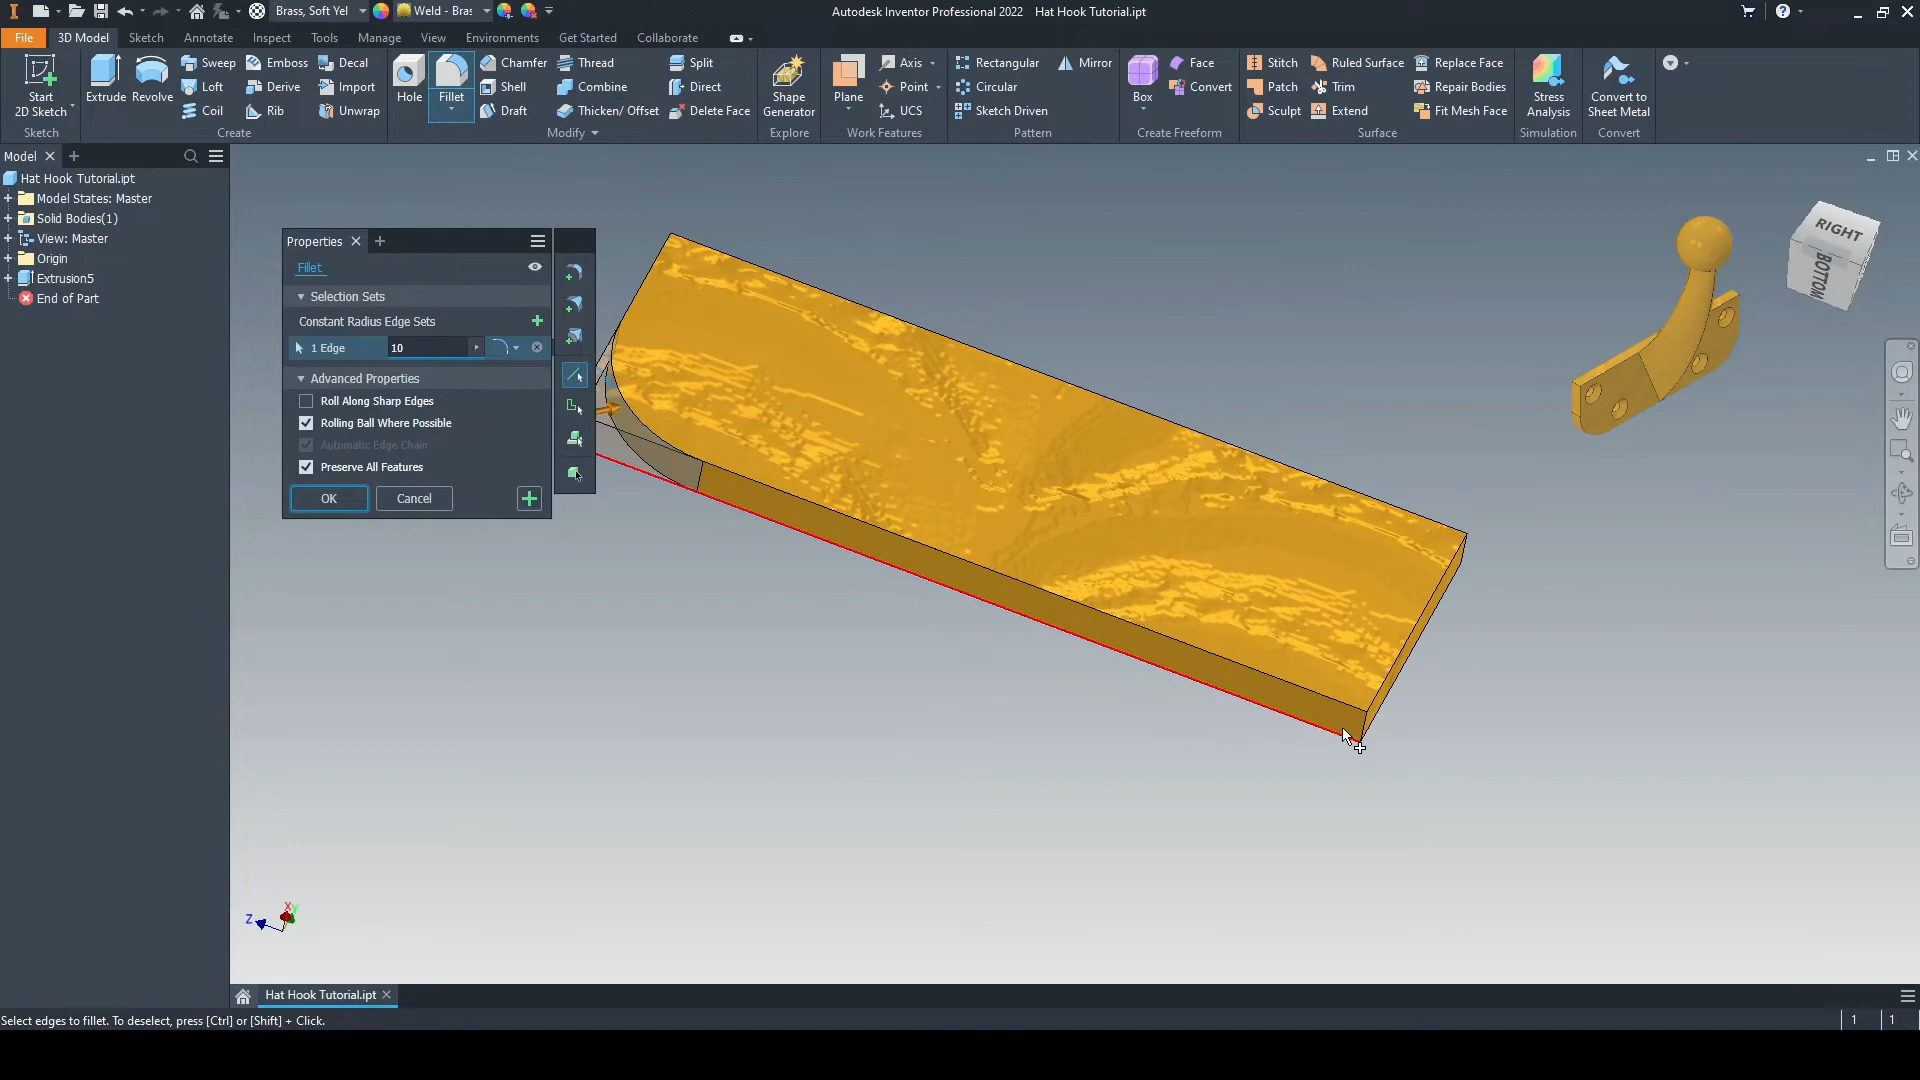 Brass, Soft Yel
Weld - Bras
Autodesk Inventor Professional 2022 Hat Hook Tutorial.ipt
File 3D Model Sketch Annotate Inspect Tools Manage View Environments Get Started Collaborate
Start
2D Sketch
Extrude
Revolve
Sweep
Loft
Coil
Emboss
Derive
Rib
Decal
Import
Unwrap
Hole
Fillet
Chamfer
Shell
Draft
Thread
Combine
Thicken/ Offset
Split
Direct
Delete Face
Shape
Generator
Plane
Axis
Point
UCS
Rectangular
Circular
Sketch Driven
Mirror
Box
Face
Convert
Stitch
Patch
Sculpt
Ruled Surface
Trim
Extend
Replace Face
Repair Bodies
Fit Mesh Face
Stress
Analysis
Convert to
Sheet Metal
Sketch Create Modify Explore Work Features Pattern Create Freeform Surface Simulation Convert
Model
Hat Hook Tutorial.ipt
Model States: Master
Solid Bodies(1)
View: Master
Origin
Extrusion5
End of Part
Properties
Fillet
Selection Sets
Constant Radius Edge Sets
1 Edge 10
Advanced Properties
Roll Along Sharp Edges
Rolling Ball Where Possible
Automatic Edge Chain
Preserve All Features
OK Cancel
RIGHT
BOTTOM
Z
X
Y
Hat Hook Tutorial.ipt
Select edges to fillet. To deselect, press [Ctrl] or [Shift] + Click.
1 1